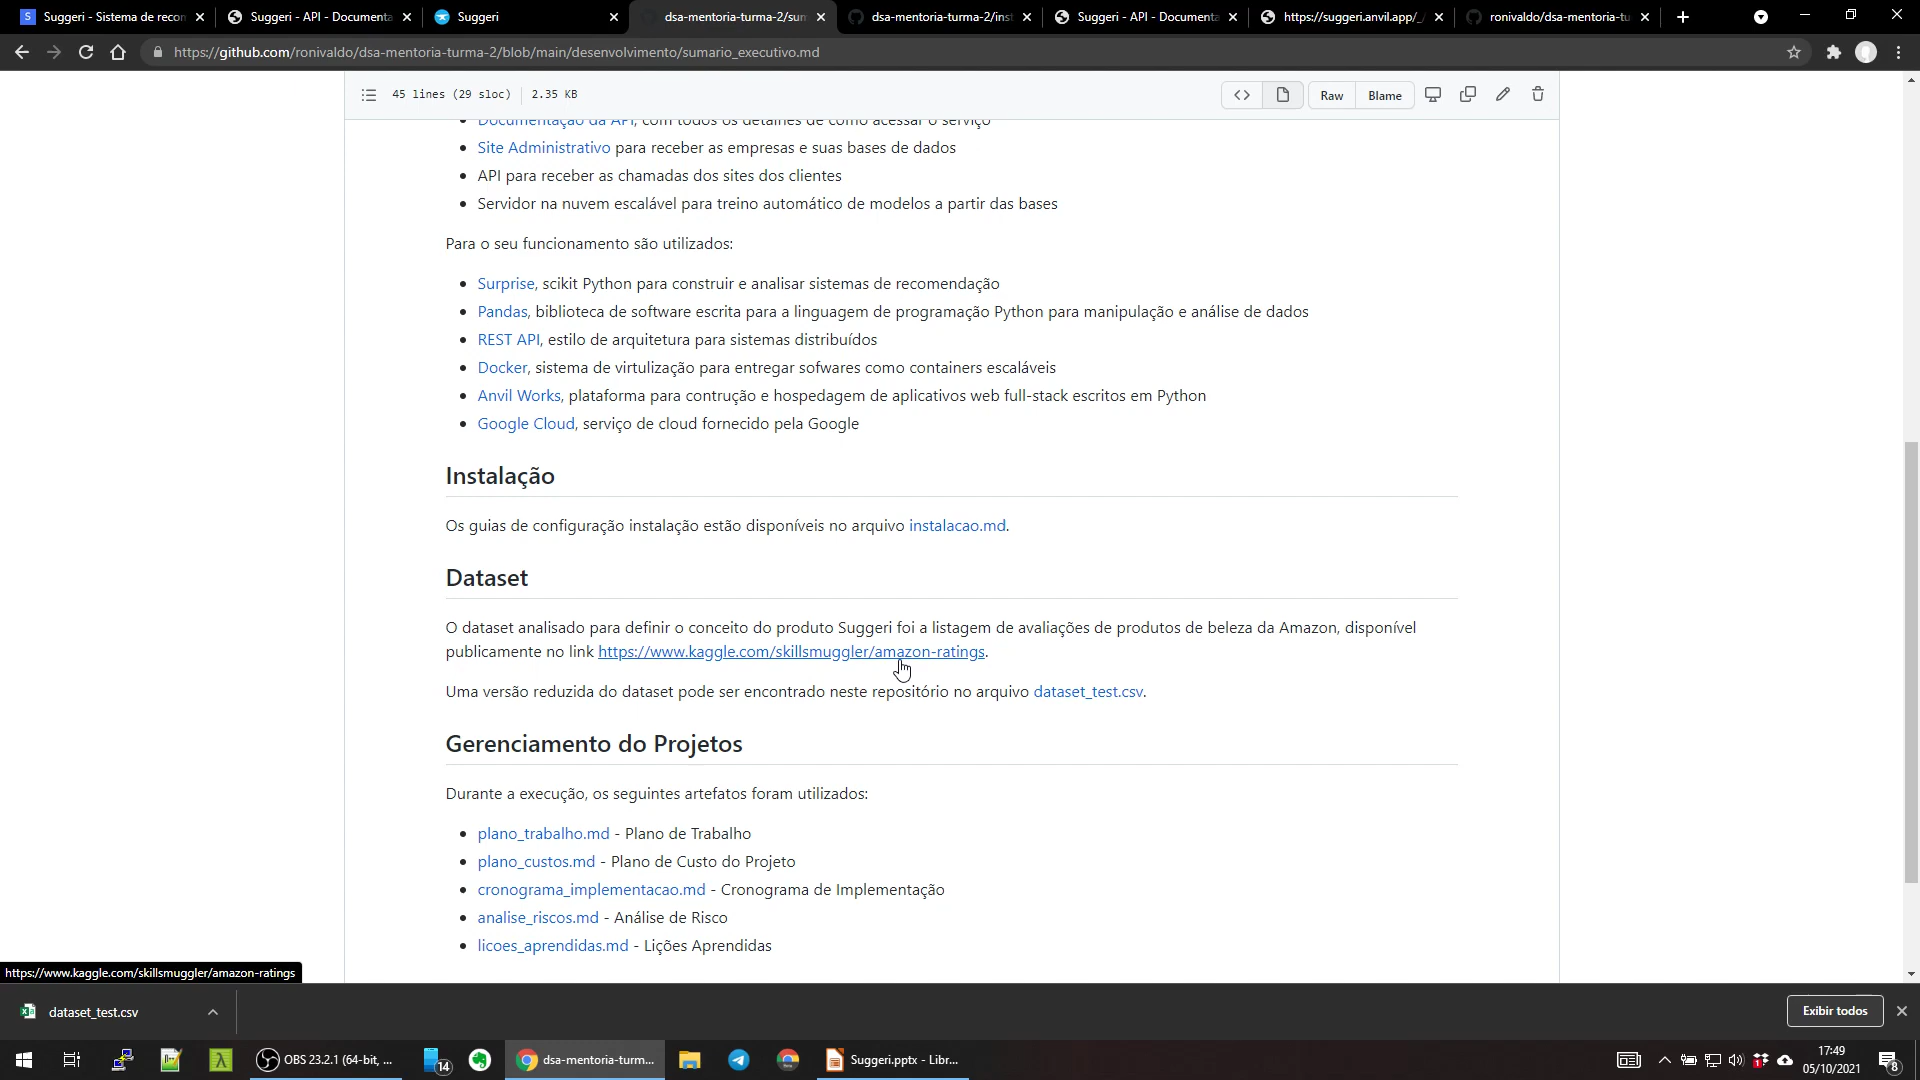 Suggeri - Sistema de recon
Suggeri - API - Documenta
Suggeri
dsa-mentoria-turma-2/sum
dsa-mentoria-turma-2/inst
Suggeri - API - Documenta
https://suggeri.anvil.app/_/
ronivaldo/dsa-mentoria-tu
https://github.com/ronivaldo/dsa-mentoria-turma-2/blob/main/desenvolvimento/sumario_executivo.md
45 lines (29 sloc) 2.35 KB
Raw
Blame
Documentação da API, com todos os detalhes de como acessar o serviço
Site Administrativo para receber as empresas e suas bases de dados
API para receber as chamadas dos sites dos clientes
Servidor na nuvem escalável para treino automático de modelos a partir das bases
Para o seu funcionamento são utilizados:
Surprise, scikit Python para construir e analisar sistemas de recomendação
Pandas, biblioteca de software escrita para a linguagem de programação Python para manipulação e análise de dados
REST API, estilo de arquitetura para sistemas distribuídos
Docker, sistema de virtulização para entregar sofwares como containers escaláveis
Anvil Works, plataforma para contrução e hospedagem de aplicativos web full-stack escritos em Python
Google Cloud, serviço de cloud fornecido pela Google
Instalação
Os guias de configuração instalação estão disponíveis no arquivo instalacao.md.
Dataset
O dataset analisado para definir o conceito do produto Suggeri foi a listagem de avaliações de produtos de beleza da Amazon, disponível
publicamente no link https://www.kaggle.com/skillsmuggler/amazon-ratings.
Uma versão reduzida do dataset pode ser encontrado neste repositório no arquivo dataset_test.csv.
Gerenciamento do Projetos
Durante a execução, os seguintes artefatos foram utilizados:
plano_trabalho.md - Plano de Trabalho
plano_custos.md - Plano de Custo do Projeto
cronograma_implementacao.md - Cronograma de Implementação
analise_riscos.md - Análise de Risco
licoes_aprendidas.md - Lições Aprendidas
https://www.kaggle.com/skillsmuggler/amazon-ratings
dataset_test.csv
Exibir todos
OBS 23.2.1 (64-bit, ...
14
dsa-mentoria-turm...
Suggeri.pptx - Libr...
17:49
05/10/2021
8